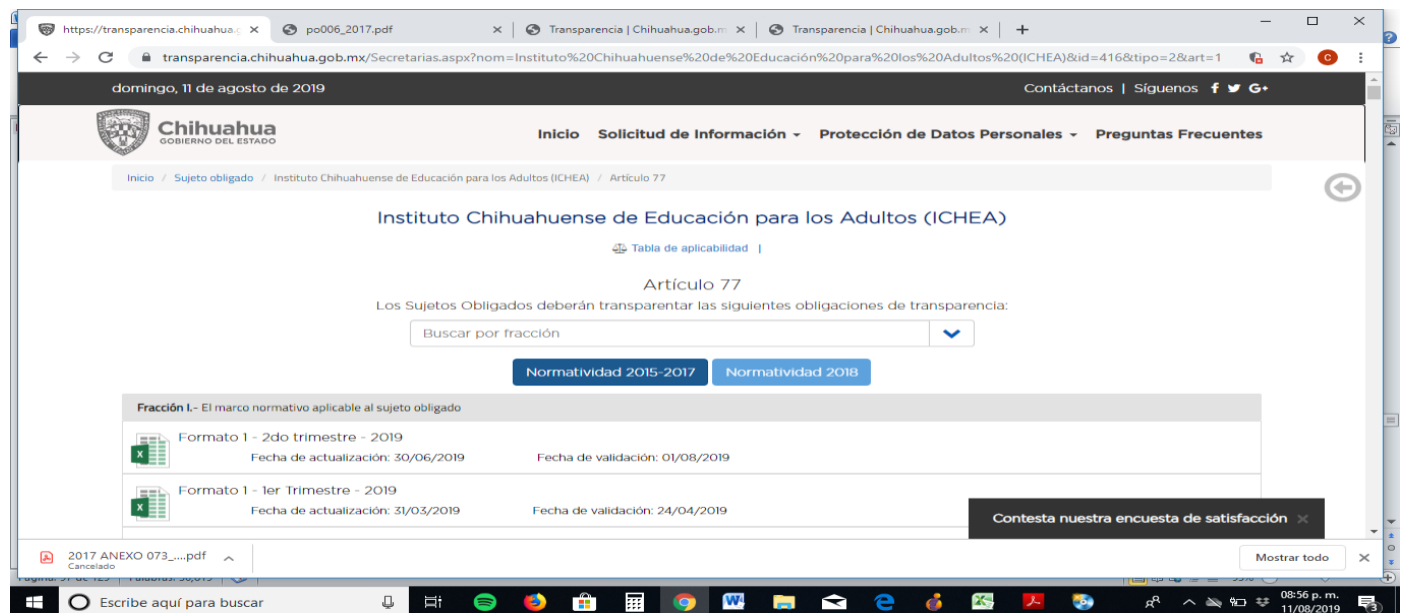 https://transparencia.chihuahua.g
po006_2017.pdf
Transparencia | Chihuahua.gob.m
Transparencia | Chihuahua.gob.m
transparencia.chihuahua.gob.mx/Secretarias.aspx?nom=Instituto%20Chihuahuense%20de%20Educación%20para%20los%20Adultos%20(ICHEA)&id=416&tipo=2&art=1
C
domingo, 11 de agosto de 2019
Contáctanos | Síguenos f G+
Chihuahua
GOBIERNO DEL ESTADO
Inicio Solicitud de Información Protección de Datos Personales Preguntas Frecuentes
Inicio / Sujeto obligado / Instituto Chihuahuense de Educación para los Adultos (ICHEA) / Artículo 77
Instituto Chihuahuense de Educación para los Adultos (ICHEA)
Tabla de aplicabilidad |
Artículo 77
Los Sujetos Obligados deberán transparentar las siguientes obligaciones de transparencia:
Buscar por fracción
Normatividad 2015-2017 Normatividad 2018
Fracción I.- El marco normativo aplicable al sujeto obligado
Formato 1 - 2do trimestre - 2019
Fecha de actualización: 30/06/2019 Fecha de validación: 01/08/2019
Formato 1 - 1er Trimestre - 2019
Fecha de actualización: 31/03/2019 Fecha de validación: 24/04/2019
Contesta nuestra encuesta de satisfacción
2017 ANEXO 073_....pdf
Cancelado
Mostrar todo
Escribe aquí para buscar
08:56 p. m.
11/08/2019